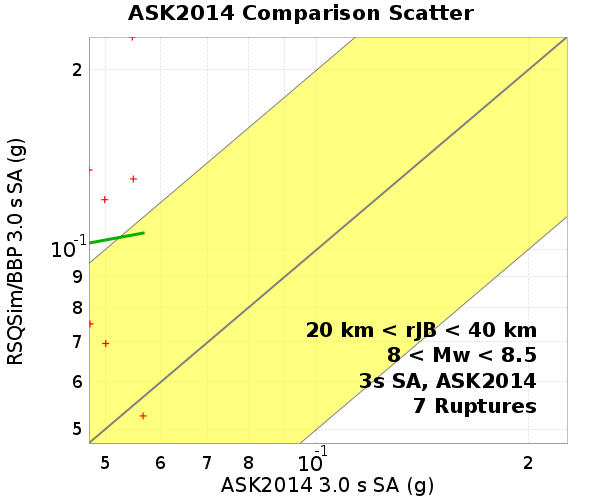 ASK2014 Comparison Scatter
RSQSim/BBP 3.0 s SA (g)
2
10-1
9
8
7
6
5
20 km < rJB < 40 km
8 < Mw < 8.5
3s SA, ASK2014
7 Ruptures
5 6 7 8 10-1 2
ASK2014 3.0 s SA (g)